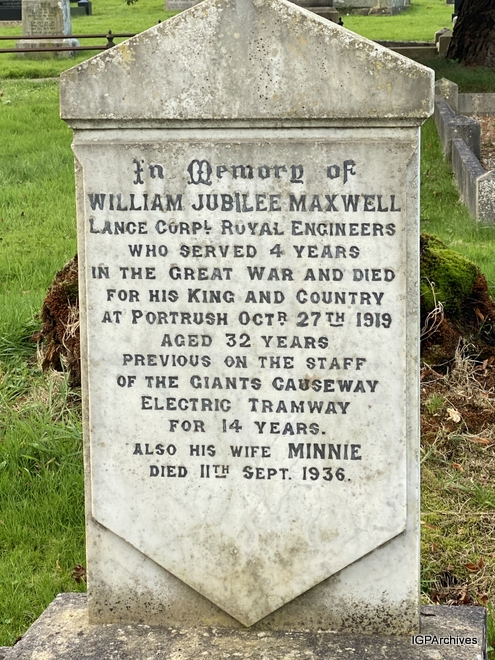 In Memory of
WILLIAM JUBILEE MAXWELL
LANCE CORPL ROYAL ENGINEERS
WHO SERVED 4 YEARS
IN THE GREAT WAR AND DIED
FOR HIS KING AND COUNTRY
AT PORTRUSH OCTR 27TH 1919
AGED 32 YEARS
PREVIOUS ON THE STAFF
OF THE GIANTS CAUSEWAY
ELECTRIC TRAMWAY
FOR 14 YEARS.
ALSO HIS WIFE MINNIE
DIED 11TH SEPT. 1936.
IGPArchives